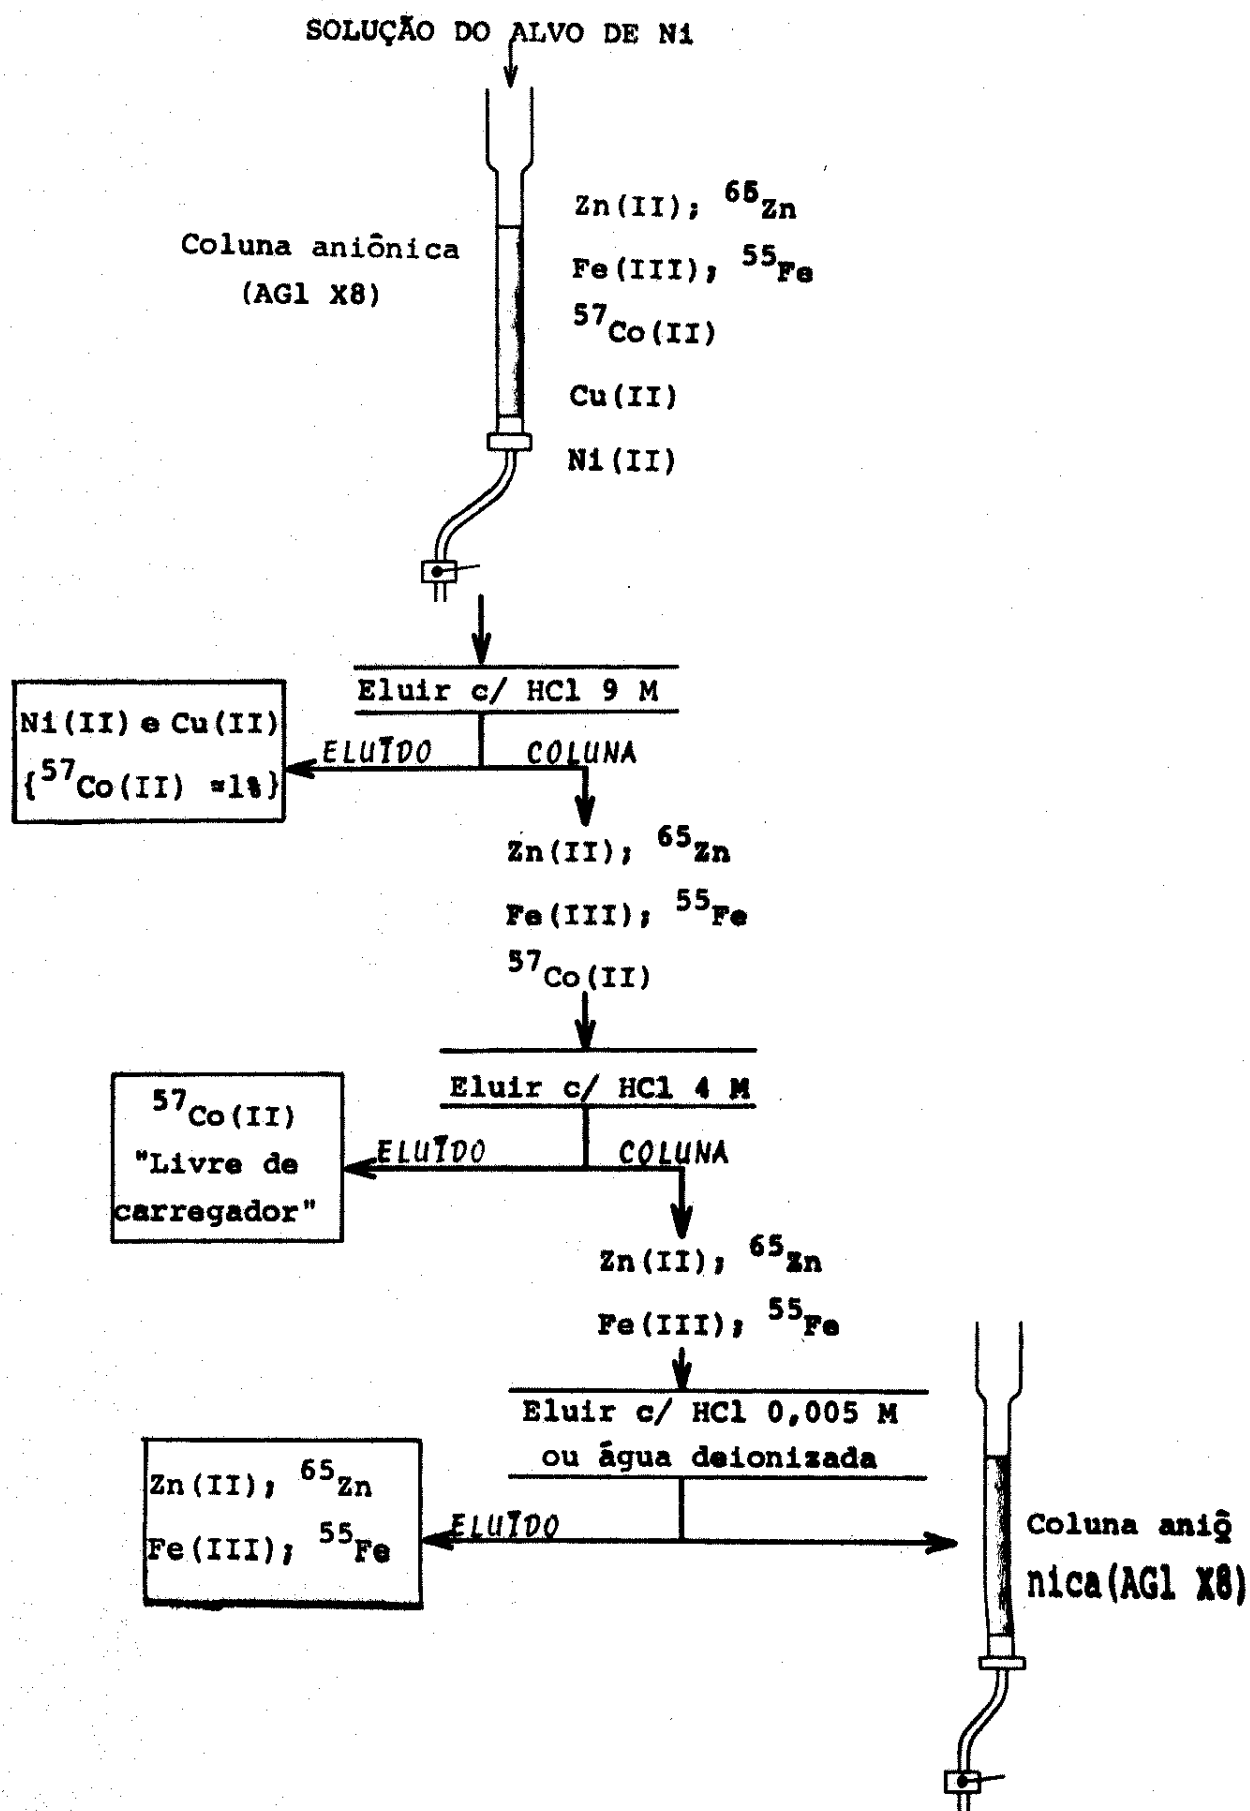 SOLUÇÃO DO ALVO DE Ni
Coluna aniônica
(AG1 X8)
Zn(II); ⁶⁵Zn
Fe(III); ⁵⁵Fe
⁵⁷Co(II)
Cu(II)
Ni(II)
Eluir c/ HCl 9 M
ELUÍDO COLUNA
Ni(II) e Cu(II)
{⁵⁷Co(II) ≈1%}
Zn(II); ⁶⁵Zn
Fe(III); ⁵⁵Fe
⁵⁷Co(II)
Eluir c/ HCl 4 M
ELUÍDO COLUNA
⁵⁷Co(II)
"Livre de
carregador"
Zn(II); ⁶⁵Zn
Fe(III); ⁵⁵Fe
Eluir c/ HCl 0,005 M
ou água deionizada
ELUÍDO
Zn(II); ⁶⁵Zn
Fe(III); ⁵⁵Fe
Coluna aniô
nica(AG1 X8)